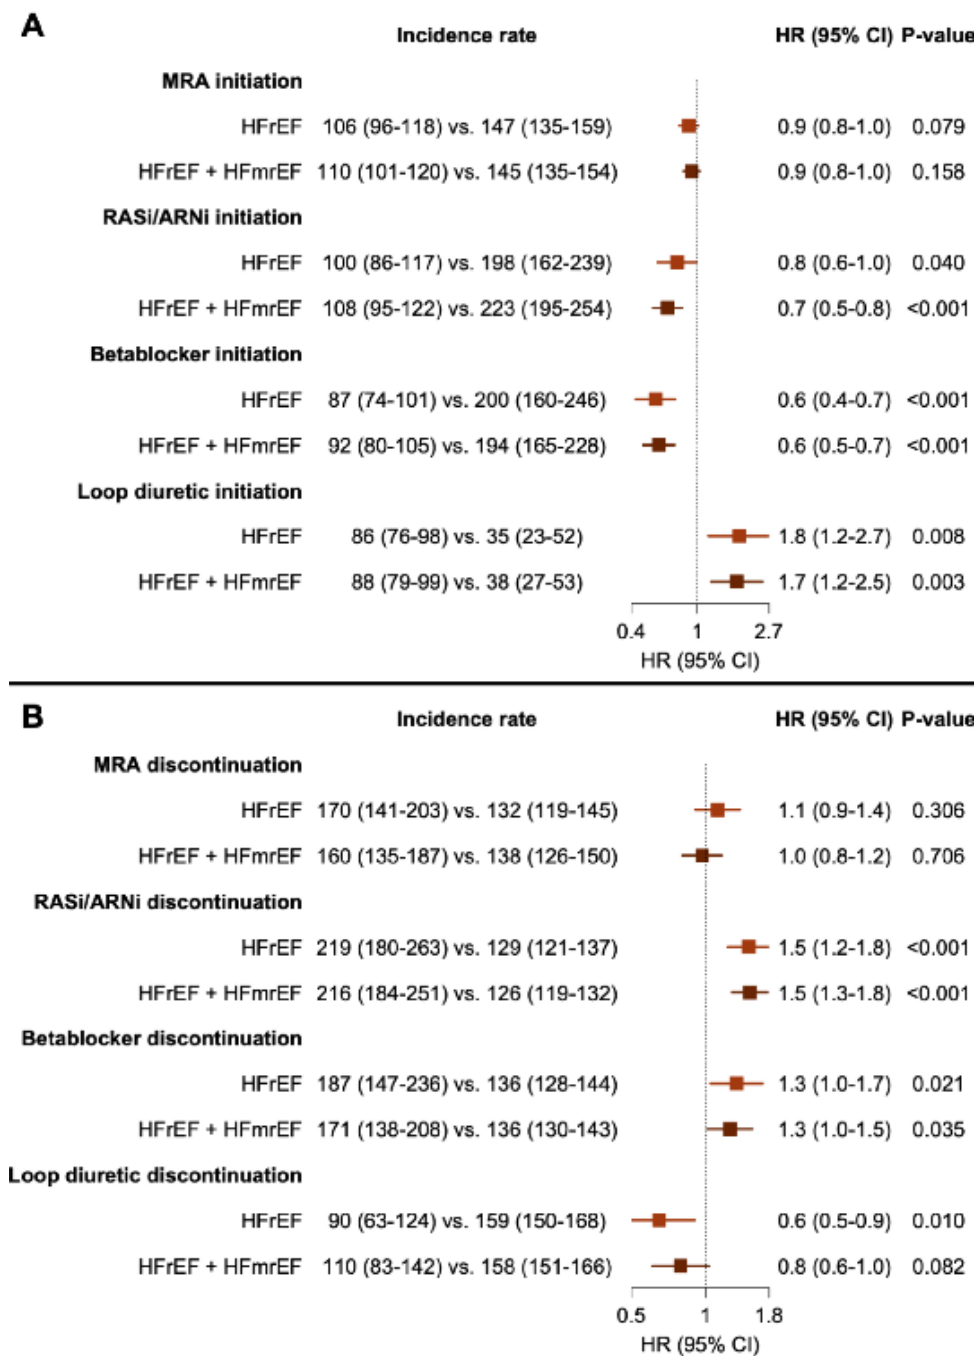 A
Incidence rate HR (95% CI) P-value
MRA initiation
HFrEF 106 (96-118) vs. 147 (135-159) 0.9 (0.8-1.0) 0.079
HFrEF + HFmrEF 110 (101-120) vs. 145 (135-154) 0.9 (0.8-1.0) 0.158
RASi/ARNi initiation
HFrEF 100 (86-117) vs. 198 (162-239) 0.8 (0.6-1.0) 0.040
HFrEF + HFmrEF 108 (95-122) vs. 223 (195-254) 0.7 (0.5-0.8) <0.001
Betablocker initiation
HFrEF 87 (74-101) vs. 200 (160-246) 0.6 (0.4-0.7) <0.001
HFrEF + HFmrEF 92 (80-105) vs. 194 (165-228) 0.6 (0.5-0.7) <0.001
Loop diuretic initiation
HFrEF 86 (76-98) vs. 35 (23-52) 1.8 (1.2-2.7) 0.008
HFrEF + HFmrEF 88 (79-99) vs. 38 (27-53) 1.7 (1.2-2.5) 0.003
0.4 1 2.7
HR (95% CI)
B
Incidence rate HR (95% CI) P-value
MRA discontinuation
HFrEF 170 (141-203) vs. 132 (119-145) 1.1 (0.9-1.4) 0.306
HFrEF + HFmrEF 160 (135-187) vs. 138 (126-150) 1.0 (0.8-1.2) 0.706
RASi/ARNi discontinuation
HFrEF 219 (180-263) vs. 129 (121-137) 1.5 (1.2-1.8) <0.001
HFrEF + HFmrEF 216 (184-251) vs. 126 (119-132) 1.5 (1.3-1.8) <0.001
Betablocker discontinuation
HFrEF 187 (147-236) vs. 136 (128-144) 1.3 (1.0-1.7) 0.021
HFrEF + HFmrEF 171 (138-208) vs. 136 (130-143) 1.3 (1.0-1.5) 0.035
Loop diuretic discontinuation
HFrEF 90 (63-124) vs. 159 (150-168) 0.6 (0.5-0.9) 0.010
HFrEF + HFmrEF 110 (83-142) vs. 158 (151-166) 0.8 (0.6-1.0) 0.082
0.5 1 1.8
HR (95% CI)